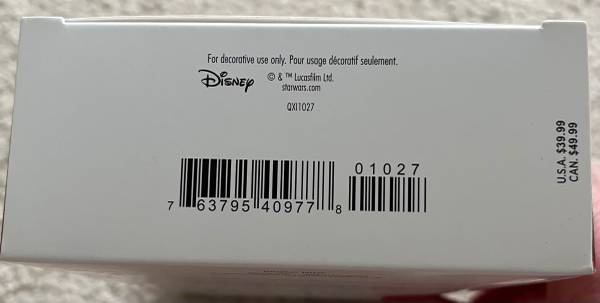 For decorative use only. Pour usage décoratif seulement.
Disney © & ™ Lucasfilm Ltd.
starwars.com
QXI1027
U.S.A. $39.99
CAN. $49.99
01027
7 63795 40977 8